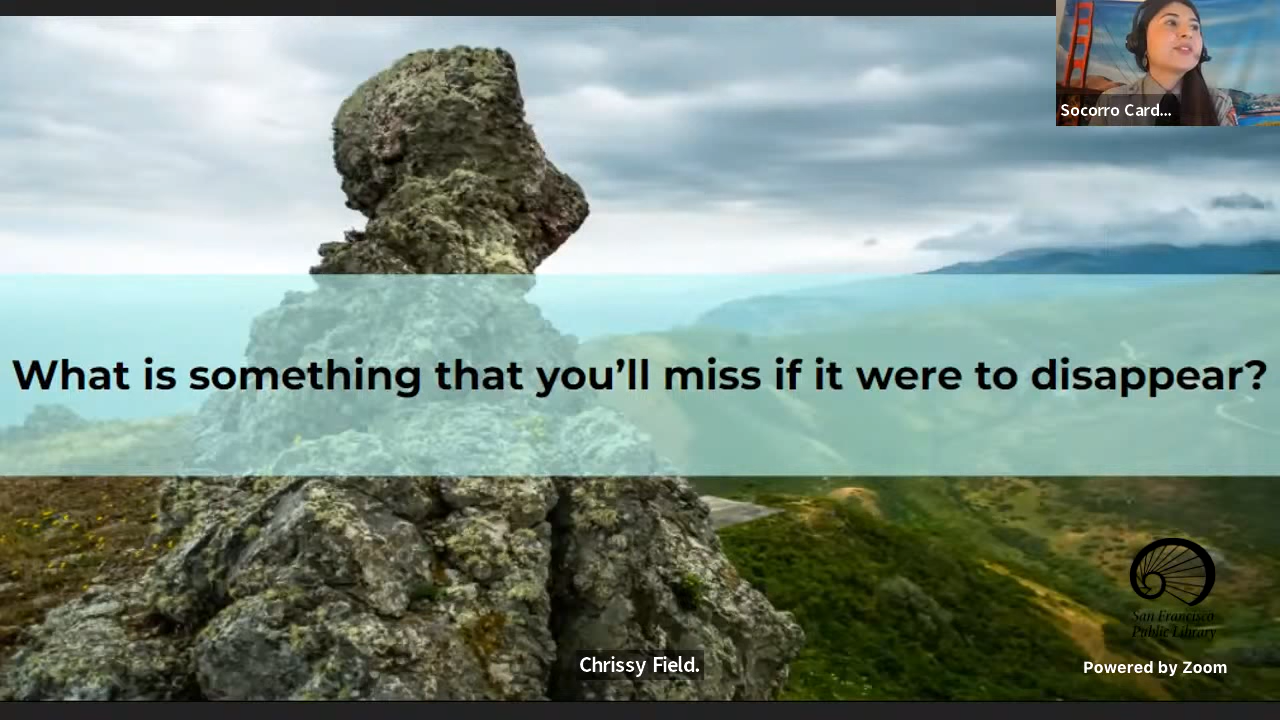 Socorro Card...
What is something that you’ll miss if it were to disappear?
San Francisco
Public Library
Chrissy Field.
Powered by Zoom